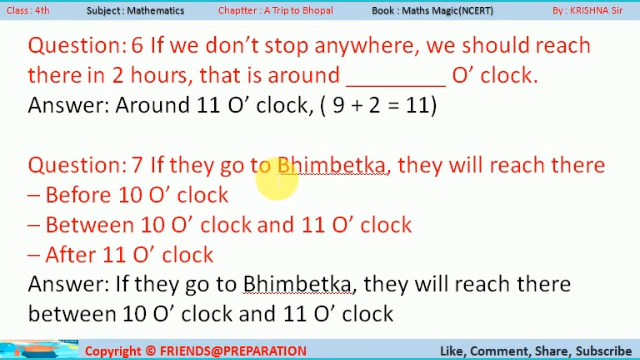 Class : 4th Subject : Mathematics Chaptter : A Trip to Bhopal Book : Maths Magic(NCERT) By : KRISHNA Sir
Question: 6 If we don’t stop anywhere, we should reach
there in 2 hours, that is around ________ O’ clock.
Answer: Around 11 O’ clock, ( 9 + 2 = 11)
Question: 7 If they go to Bhimbetka, they will reach there
– Before 10 O’ clock
– Between 10 O’ clock and 11 O’ clock
– After 11 O’ clock
Answer: If they go to Bhimbetka, they will reach there
between 10 O’ clock and 11 O’ clock
Copyright © FRIENDS@PREPARATION Like, Comment, Share, Subscribe